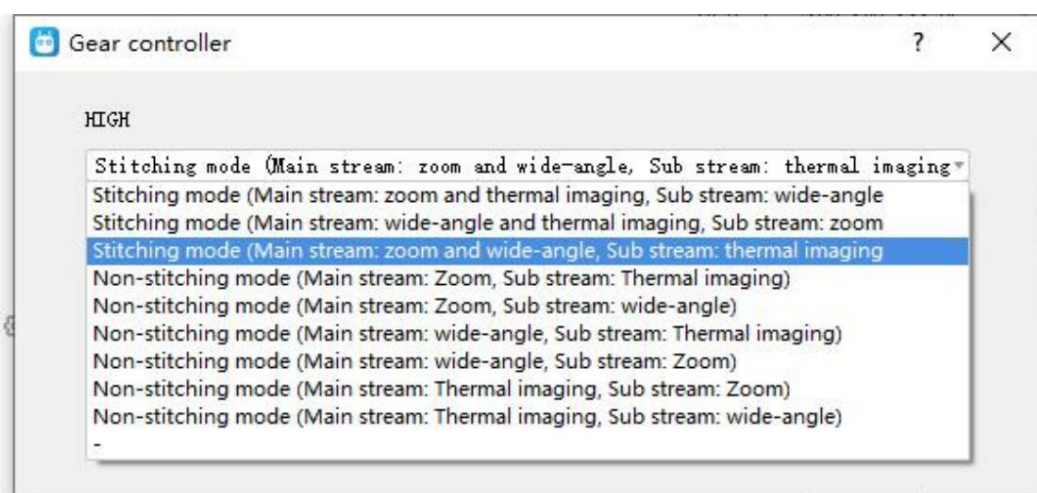 Gear controller
?
HIGH
Stitching mode (Main stream: zoom and wide-angle, Sub stream: thermal imaging
Stitching mode (Main stream: zoom and thermal imaging, Sub stream: wide-angle
Stitching mode (Main stream: wide-angle and thermal imaging, Sub stream: zoom
Stitching mode (Main stream: zoom and wide-angle, Sub stream: thermal imaging
Non-stitching mode (Main stream: Zoom, Sub stream: Thermal imaging)
Non-stitching mode (Main stream: Zoom, Sub stream: wide-angle)
Non-stitching mode (Main stream: wide-angle, Sub stream: Thermal imaging)
Non-stitching mode (Main stream: wide-angle, Sub stream: Zoom)
Non-stitching mode (Main stream: Thermal imaging, Sub stream: Zoom)
Non-stitching mode (Main stream: Thermal imaging, Sub stream: wide-angle)
-